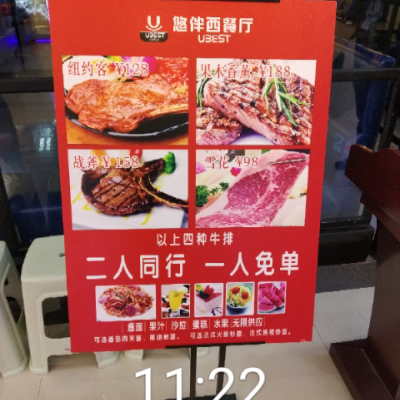 UBEST
悠伴西餐厅
UBEST
纽约客 ¥128
果木香薰 ¥188
战斧 ¥158
雪花 ¥98
以上四种牛排
二人同行 一人免单
意面 果汁 沙拉 蛋糕 水果 无限供应
11:22